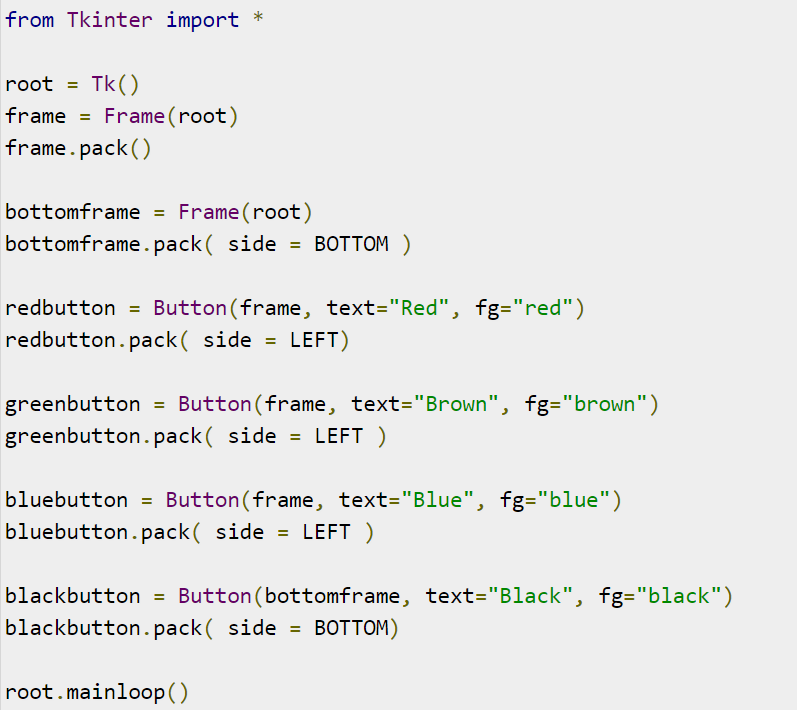 from Tkinter import *
root = Tk()
frame = Frame(root)
frame.pack()
bottomframe = Frame(root)
bottomframe.pack( side = BOTTOM )
redbutton = Button(frame, text="Red", fg="red")
redbutton.pack( side = LEFT)
greenbutton = Button(frame, text="Brown", fg="brown")
greenbutton.pack( side = LEFT )
bluebutton = Button(frame, text="Blue", fg="blue")
bluebutton.pack( side = LEFT )
blackbutton = Button(bottomframe, text="Black", fg="black")
blackbutton.pack( side = BOTTOM)
root.mainloop()